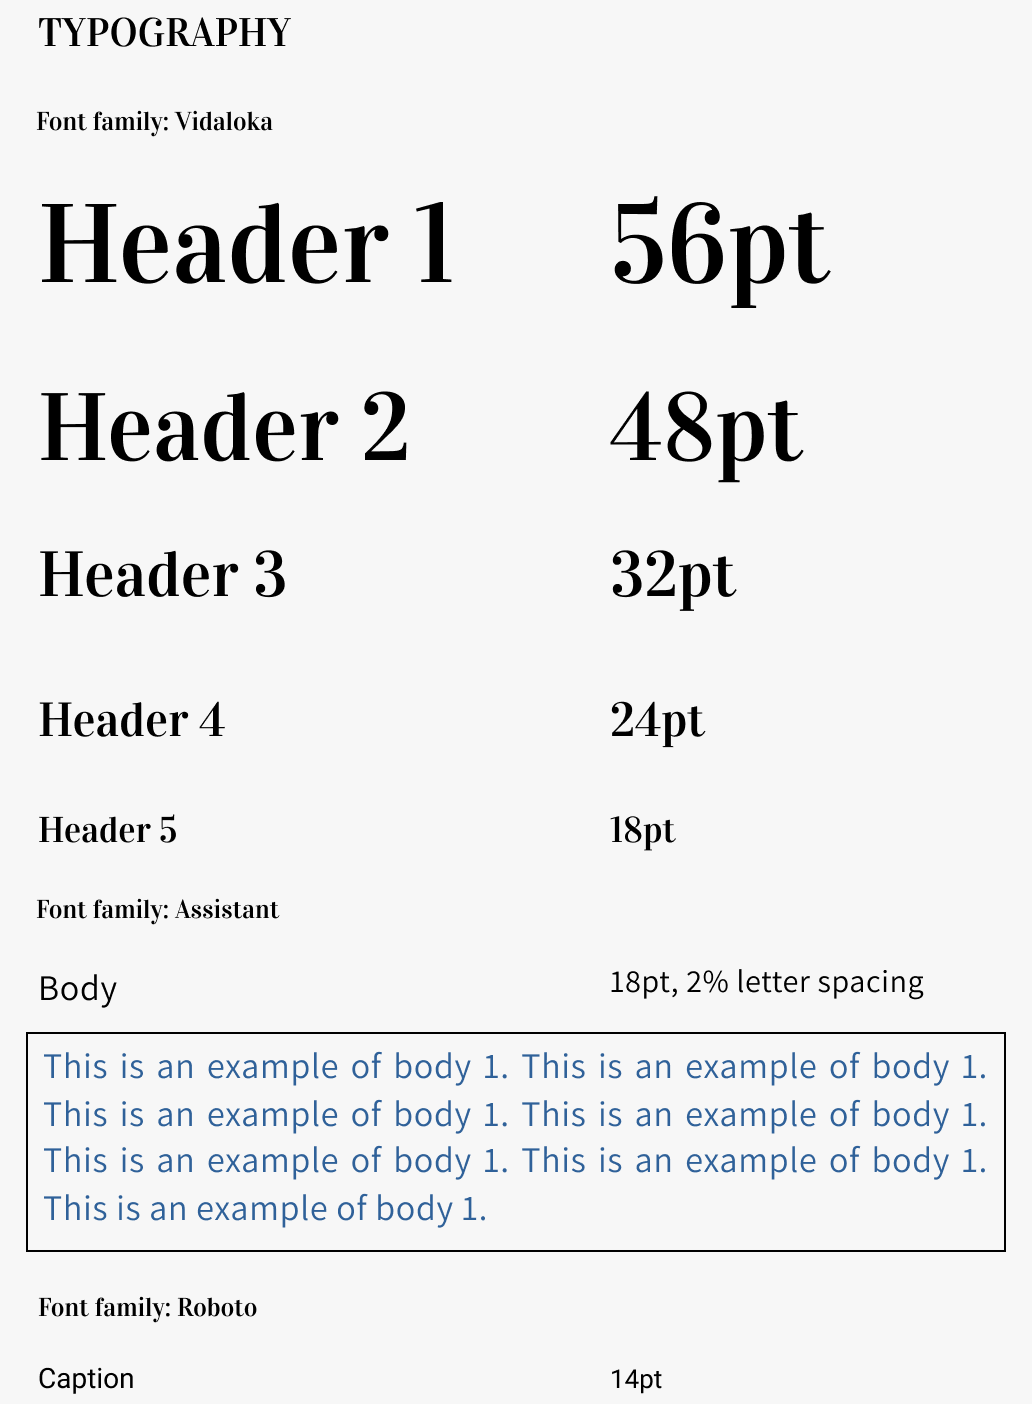 TYPOGRAPHY
Font family: Vidaloka
Header 1 56pt
Header 2 48pt
Header 3 32pt
Header 4 24pt
Header 5 18pt
Font family: Assistant
Body 18pt, 2% letter spacing
This is an example of body 1. This is an example of body 1.
This is an example of body 1. This is an example of body 1.
This is an example of body 1. This is an example of body 1.
This is an example of body 1.
Font family: Roboto
Caption 14pt